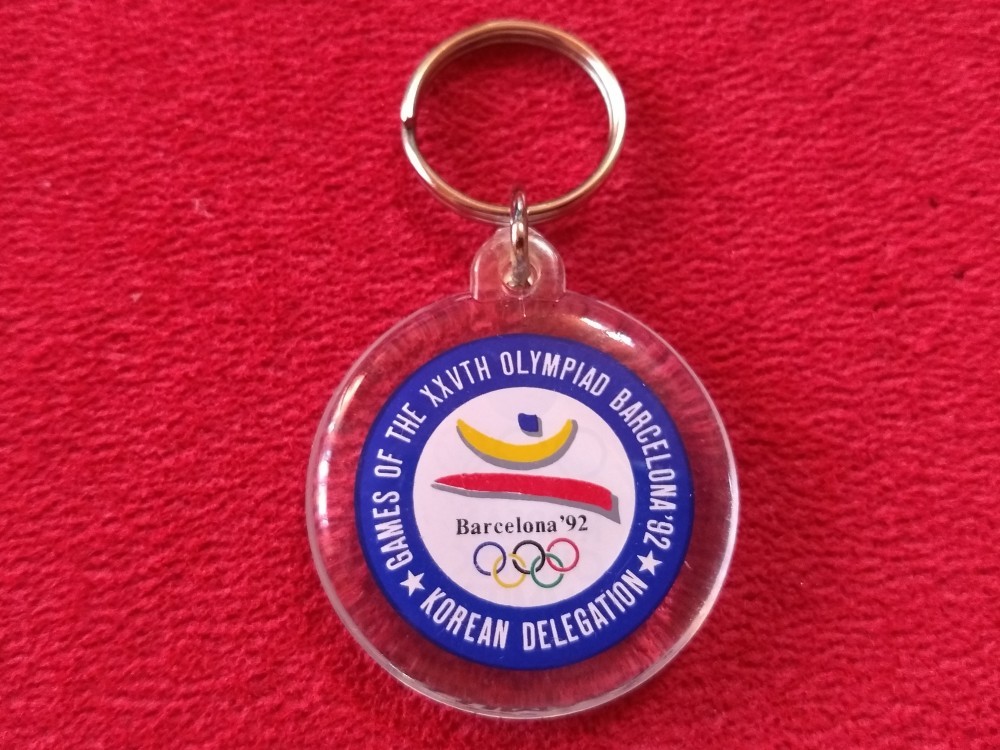 GAMES OF THE XXVTH OLYMPIAD BARCELONA'92
Barcelona'92
★ KOREAN DELEGATION ★